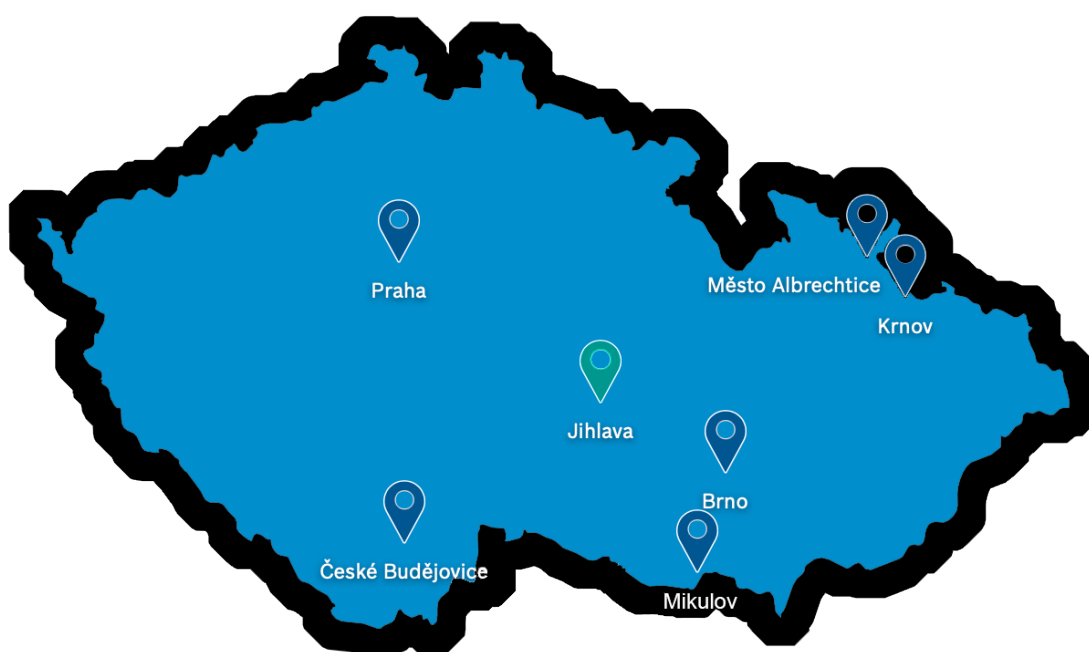 Město Albrechtice
Praha
Krnov
Jihlava
Brno
České Budějovice
Mikulov